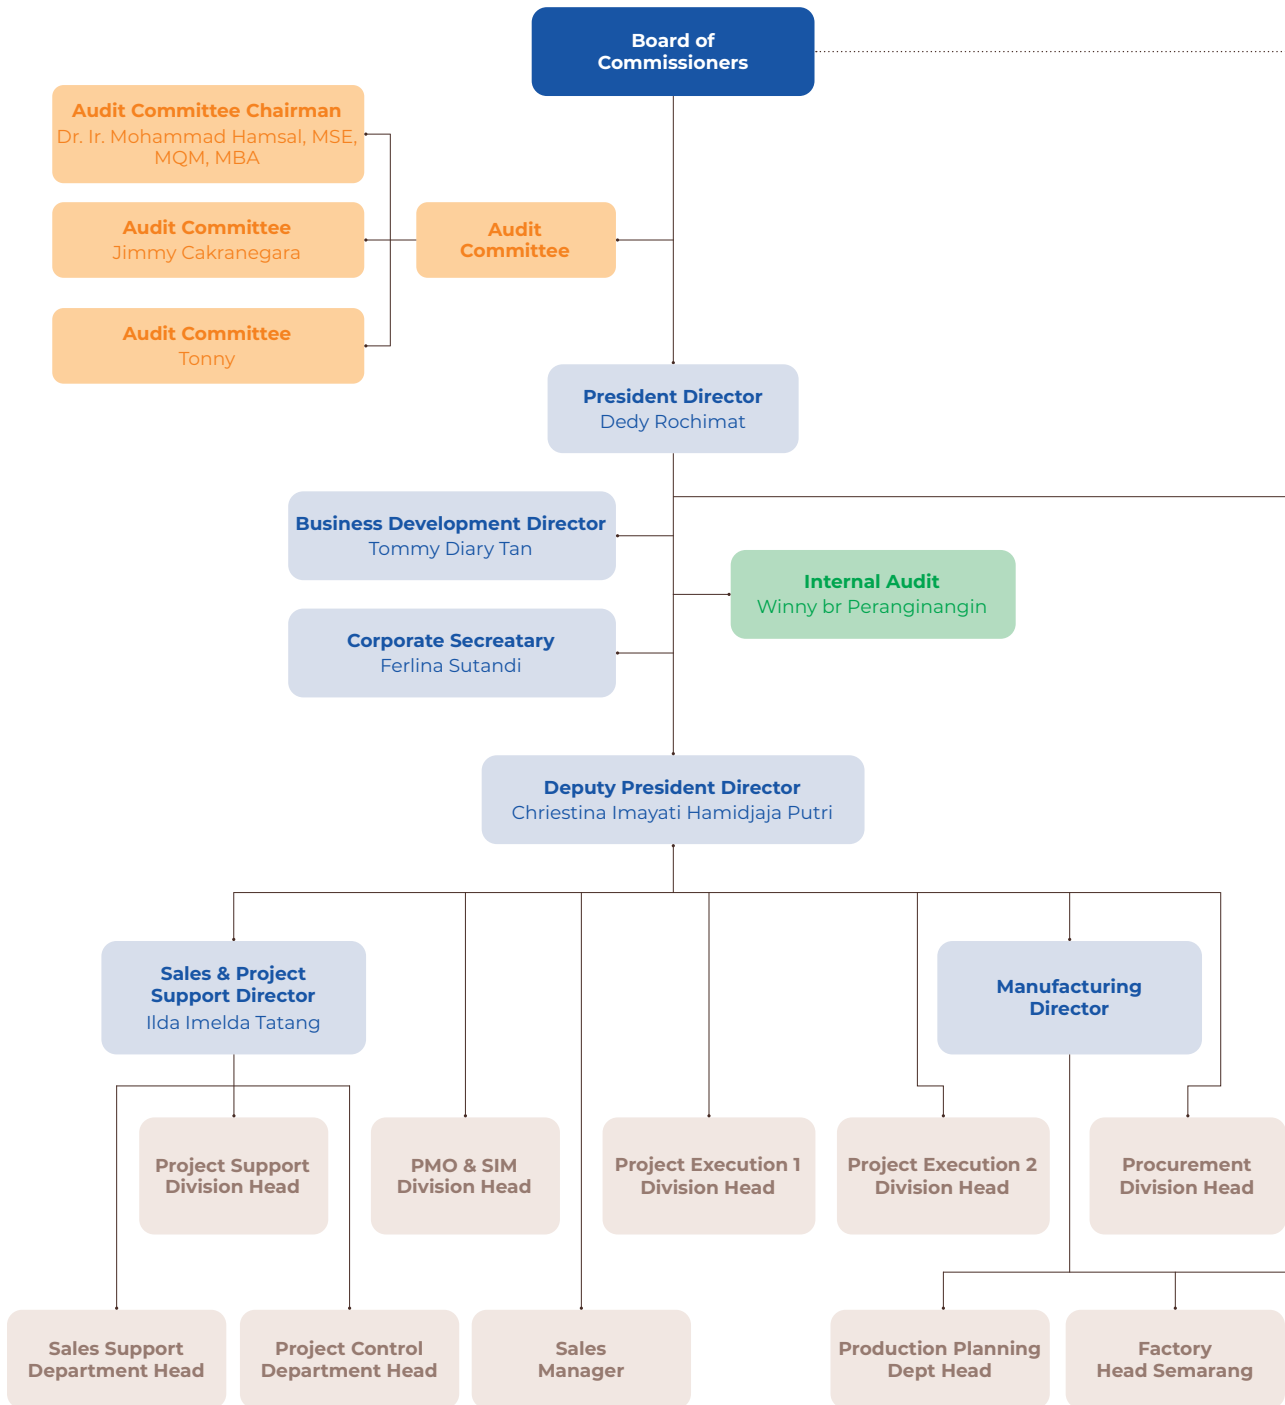 Board of
Commissioners
Audit Committee Chairman
Dr. Ir. Mohammad Hamsal, MSE,
MQM, MBA
Audit Committee
Jimmy Cakranegara
Audit
Committee
Audit Committee
Tonny
President Director
Dedy Rochimat
Business Development Director
Tommy Diary Tan
Internal Audit
Winny br Peranginangin
Corporate Secreatary
Ferlina Sutandi
Deputy President Director
Chriestina Imayati Hamidjaja Putri
Sales & Project
Support Director
Ilda Imelda Tatang
Manufacturing
Director
Project Support
Division Head
PMO & SIM
Division Head
Project Execution 1
Division Head
Project Execution 2
Division Head
Procurement
Division Head
Sales Support
Department Head
Project Control
Department Head
Sales
Manager
Production Planning
Dept Head
Factory
Head Semarang